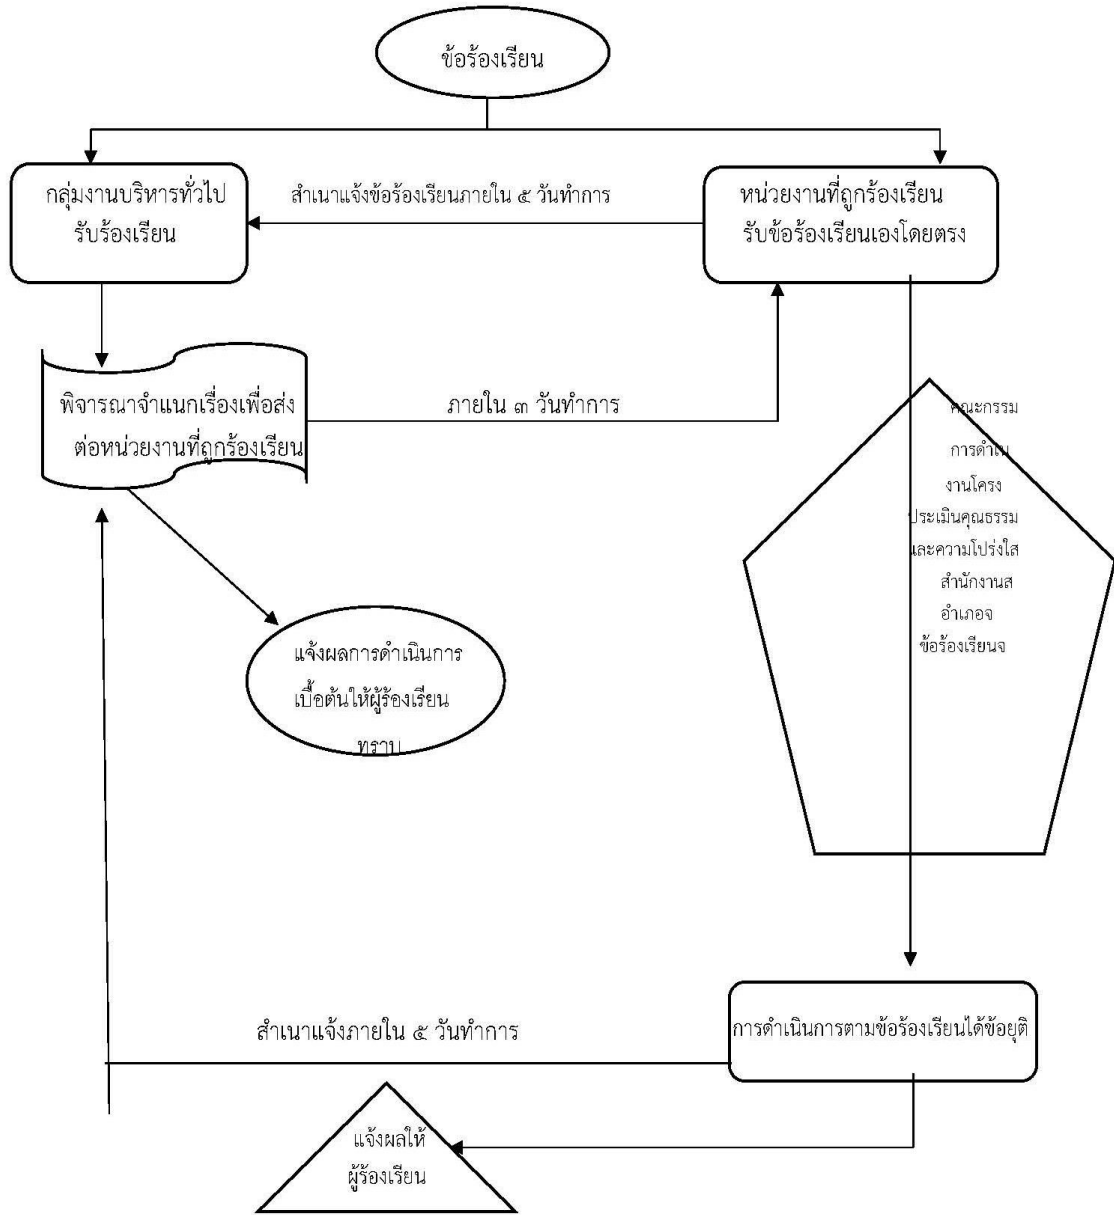 ข้อร้องเรียน
กลุ่มงานบริหารทั่วไป
รับร้องเรียน
สำเนาแจ้งข้อร้องเรียนภายใน ๕ วันทำการ
หน่วยงานที่ถูกร้องเรียน
รับข้อร้องเรียนเองโดยตรง
พิจารณาจำแนกเรื่องเพื่อส่ง
ต่อหน่วยงานที่ถูกร้องเรียน
ภายใน ๓ วันทำการ
คณะกรรม
การดำเน
งานโครง
ประเมินคุณธรรม
และความโปร่งใส
สำนักงานส
อำเภอจ
ข้อร้องเรียนจ
แจ้งผลการดำเนินการ
เบื้อต้นให้ผู้ร้องเรียน
ทราบ
สำเนาแจ้งภายใน ๕ วันทำการ
การดำเนินการตามข้อร้องเรียนได้ข้อยุติ
แจ้งผลให้
ผู้ร้องเรียน